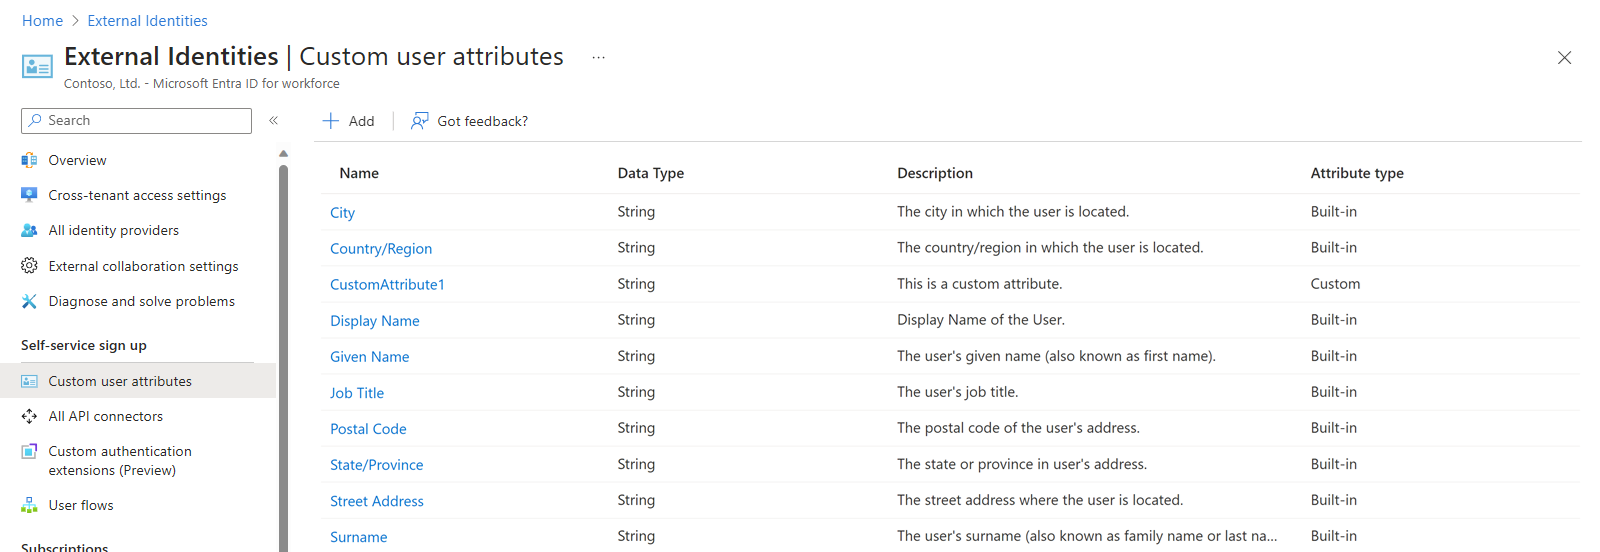 Home > External Identities
External Identities | Custom user attributes ...
Contoso, Ltd. - Microsoft Entra ID for workforce
Search «
Overview
Cross-tenant access settings
All identity providers
External collaboration settings
Diagnose and solve problems
Self-service sign up
Custom user attributes
All API connectors
Custom authentication
extensions (Preview)
User flows
Subscriptions
Add | Got feedback?
Name Data Type Description Attribute type
City String The city in which the user is located. Built-in
Country/Region String The country/region in which the user is located. Built-in
CustomAttribute1 String This is a custom attribute. Custom
Display Name String Display Name of the User. Built-in
Given Name String The user's given name (also known as first name). Built-in
Job Title String The user's job title. Built-in
Postal Code String The postal code of the user's address. Built-in
State/Province String The state or province in user's address. Built-in
Street Address String The street address where the user is located. Built-in
Surname String The user's surname (also known as family name or last na... Built-in